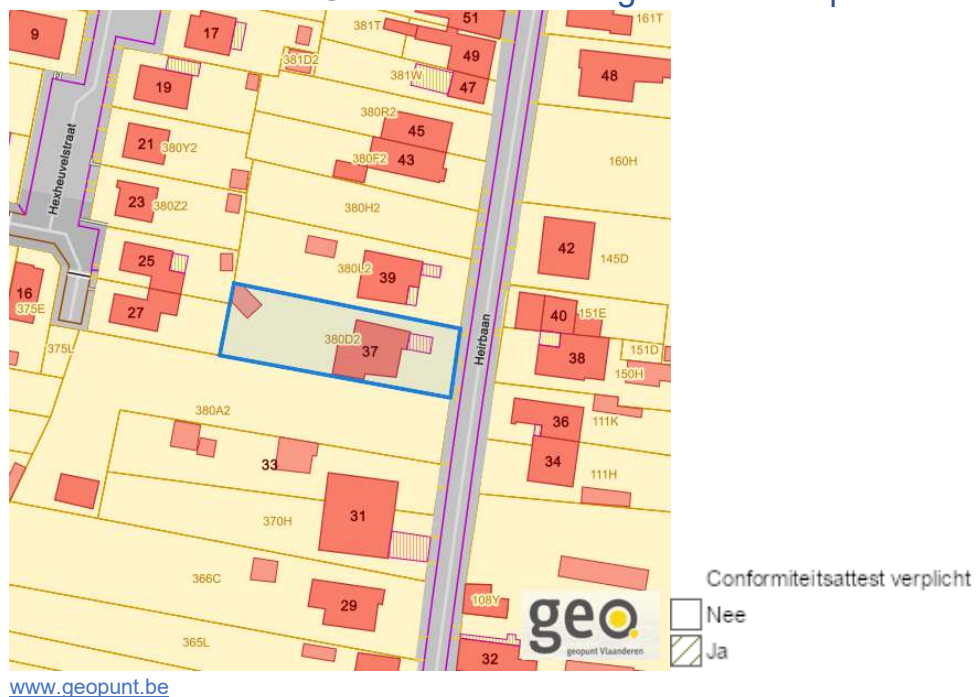 51
161T
9
17
381T
49
381D2
48
19
381W
47
380R2
45
21
380Y2
380F2
43
160H
Hexheuvelstraat
23
380Z2
380H2
42
25
380L2
39
145D
16
375E
27
40
151E
380D2
37
Heirbaan
38
151D
375L
150H
380A2
36
111K
33
34
111H
31
370H
366C
29
108Y
365L
32
geo.
geopunt Vlaanderen
Conformiteitsattest verplicht
Nee
Ja
www.geopunt.be